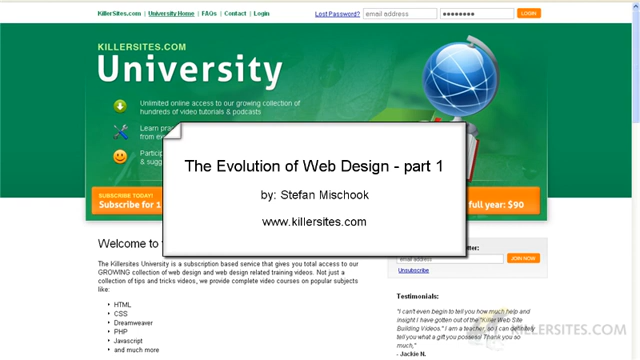 KillerSites.com | University Home | FAQs | Contact | Login
Lost Password? email address •••••••• LOGIN
KILLERSITES.COM
University
Unlimited online access to our growing collection of
hundreds of video tutorials & podcasts
Learn
from
Particip
& sugg
The Evolution of Web Design - part 1
by: Stefan Mischook
www.killersites.com
SUBSCRIBE TODAY!
Subscribe for 1
full year: $90
Welcome to
The Killersites University is a subscription based service that gives you total access to our
GROWING collection of web design and web design related training videos. Not just a
collection of tips and tricks videos, we provide complete video courses on popular subjects
like:
HTML
CSS
Dreamweaver
PHP
Javascript
and much more
email address JOIN NOW
Unsubscribe
Testimonials:
"I can't even begin to tell you how much help and
insight I have gotten out of the "Killer Web Site
Building Videos." I am a teacher, so I can definitely
tell you what a gift you possess! Thank you so
much,"
- Jackie N.
KILLERSITES.COM